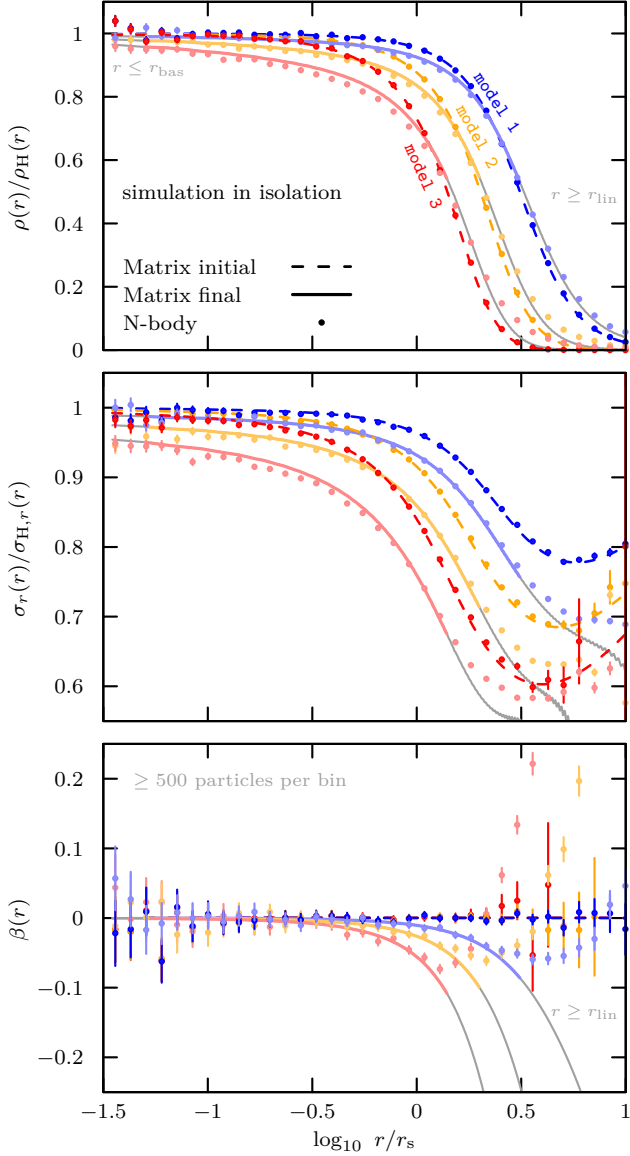 1
0.8
0.6
0.4
0.2
0
ρ(r)/ρ_H(r)
r ≤ r_bas
model 1
model 2
model 3
simulation in isolation
r ≥ r_lin
Matrix initial
Matrix final
N-body
1
0.9
0.8
0.7
0.6
σ_r(r)/σ_H,r(r)
0.2
0.1
0
−0.1
−0.2
β(r)
≥ 500 particles per bin
r ≥ r_lin
−1.5 −1 −0.5 0 0.5 1
log₁₀ r/r_s